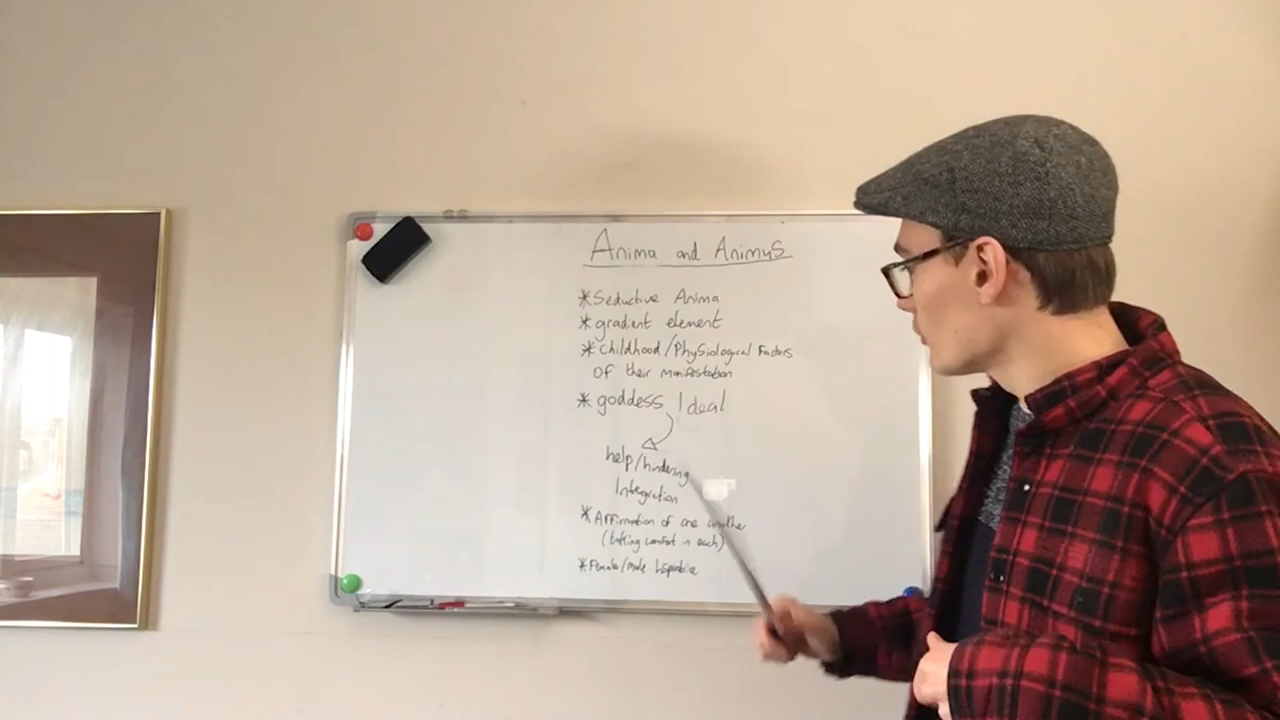 Anima and Animus
* Seductive Anima
* gradient element
* Childhood/Physiological Factors
of their manifestation
* goddess Ideal
help/hindering
Integration
* Affirmation of one another
(taking comfort in each)
* Female/male